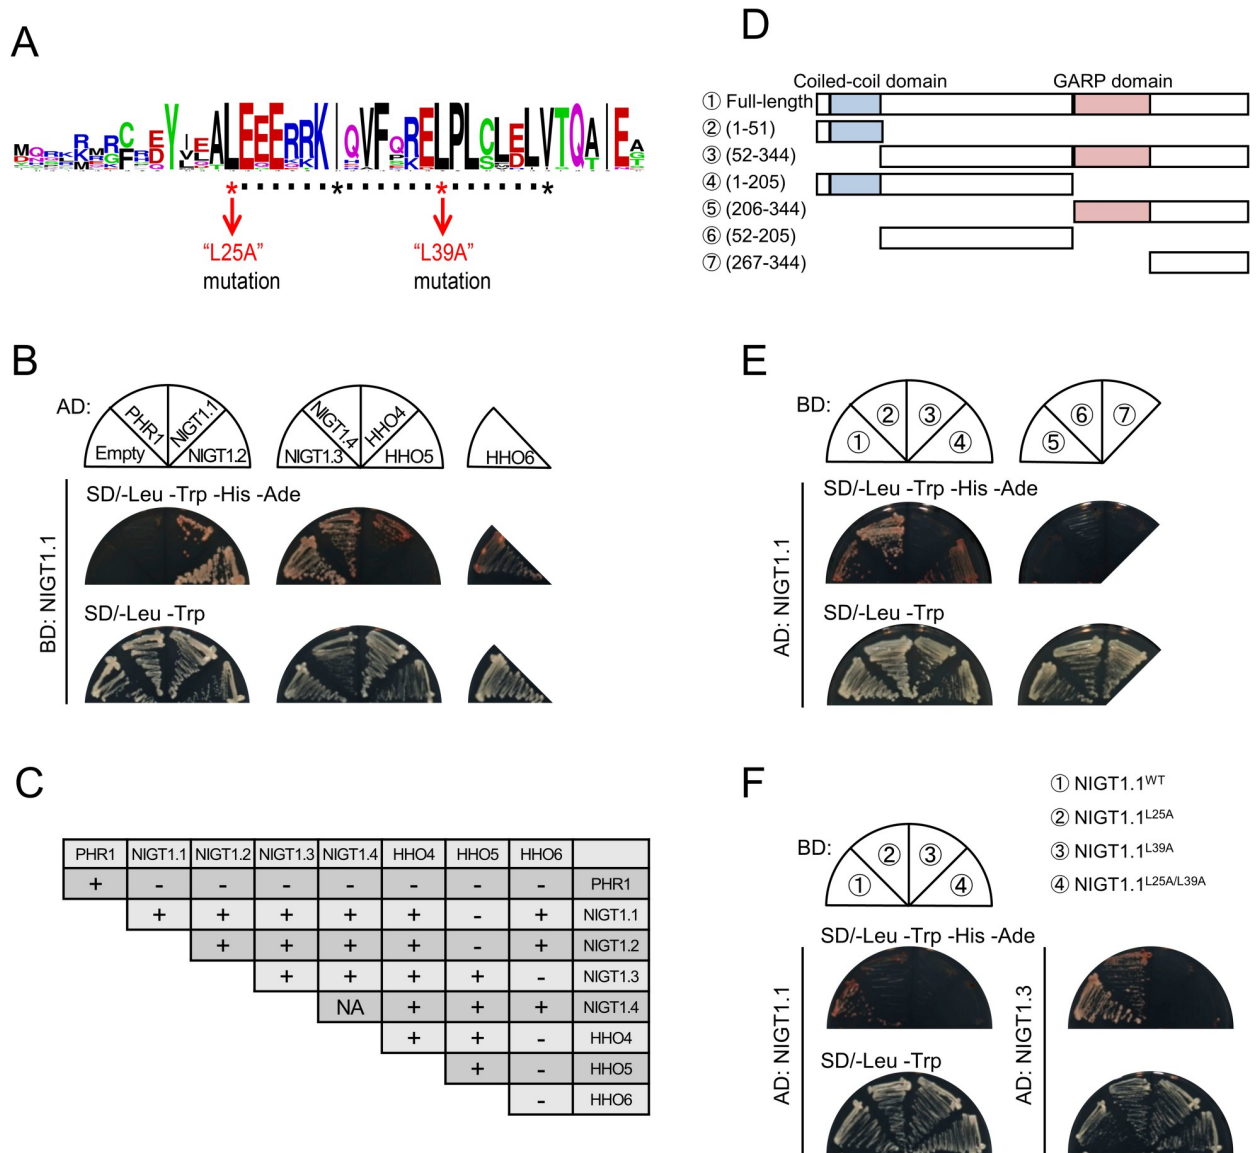 A
"L25A"
mutation
"L39A"
mutation
B
AD:
Empty
PHR1
NIGT1.1
NIGT1.2
NIGT1.3
NIGT1.4
HHO4
HHO5
HHO6
BD: NIGT1.1
SD/-Leu -Trp -His -Ade
SD/-Leu -Trp
C
PHR1 NIGT1.1 NIGT1.2 NIGT1.3 NIGT1.4 HHO4 HHO5 HHO6
+ - - - - - - - PHR1
+ + + + + - + NIGT1.1
+ + + + - + NIGT1.2
+ + + + - NIGT1.3
NA + + + NIGT1.4
+ + - HHO4
+ - HHO5
- HHO6
D
Coiled-coil domain GARP domain
① Full-length
② (1-51)
③ (52-344)
④ (1-205)
⑤ (206-344)
⑥ (52-205)
⑦ (267-344)
E
BD:
① ② ③ ④ ⑤ ⑥ ⑦
AD: NIGT1.1
SD/-Leu -Trp -His -Ade
SD/-Leu -Trp
F
① NIGT1.1WT
② NIGT1.1L25A
③ NIGT1.1L39A
④ NIGT1.1L25A/L39A
BD:
① ② ③ ④
SD/-Leu -Trp -His -Ade
AD: NIGT1.1
AD: NIGT1.3
SD/-Leu -Trp